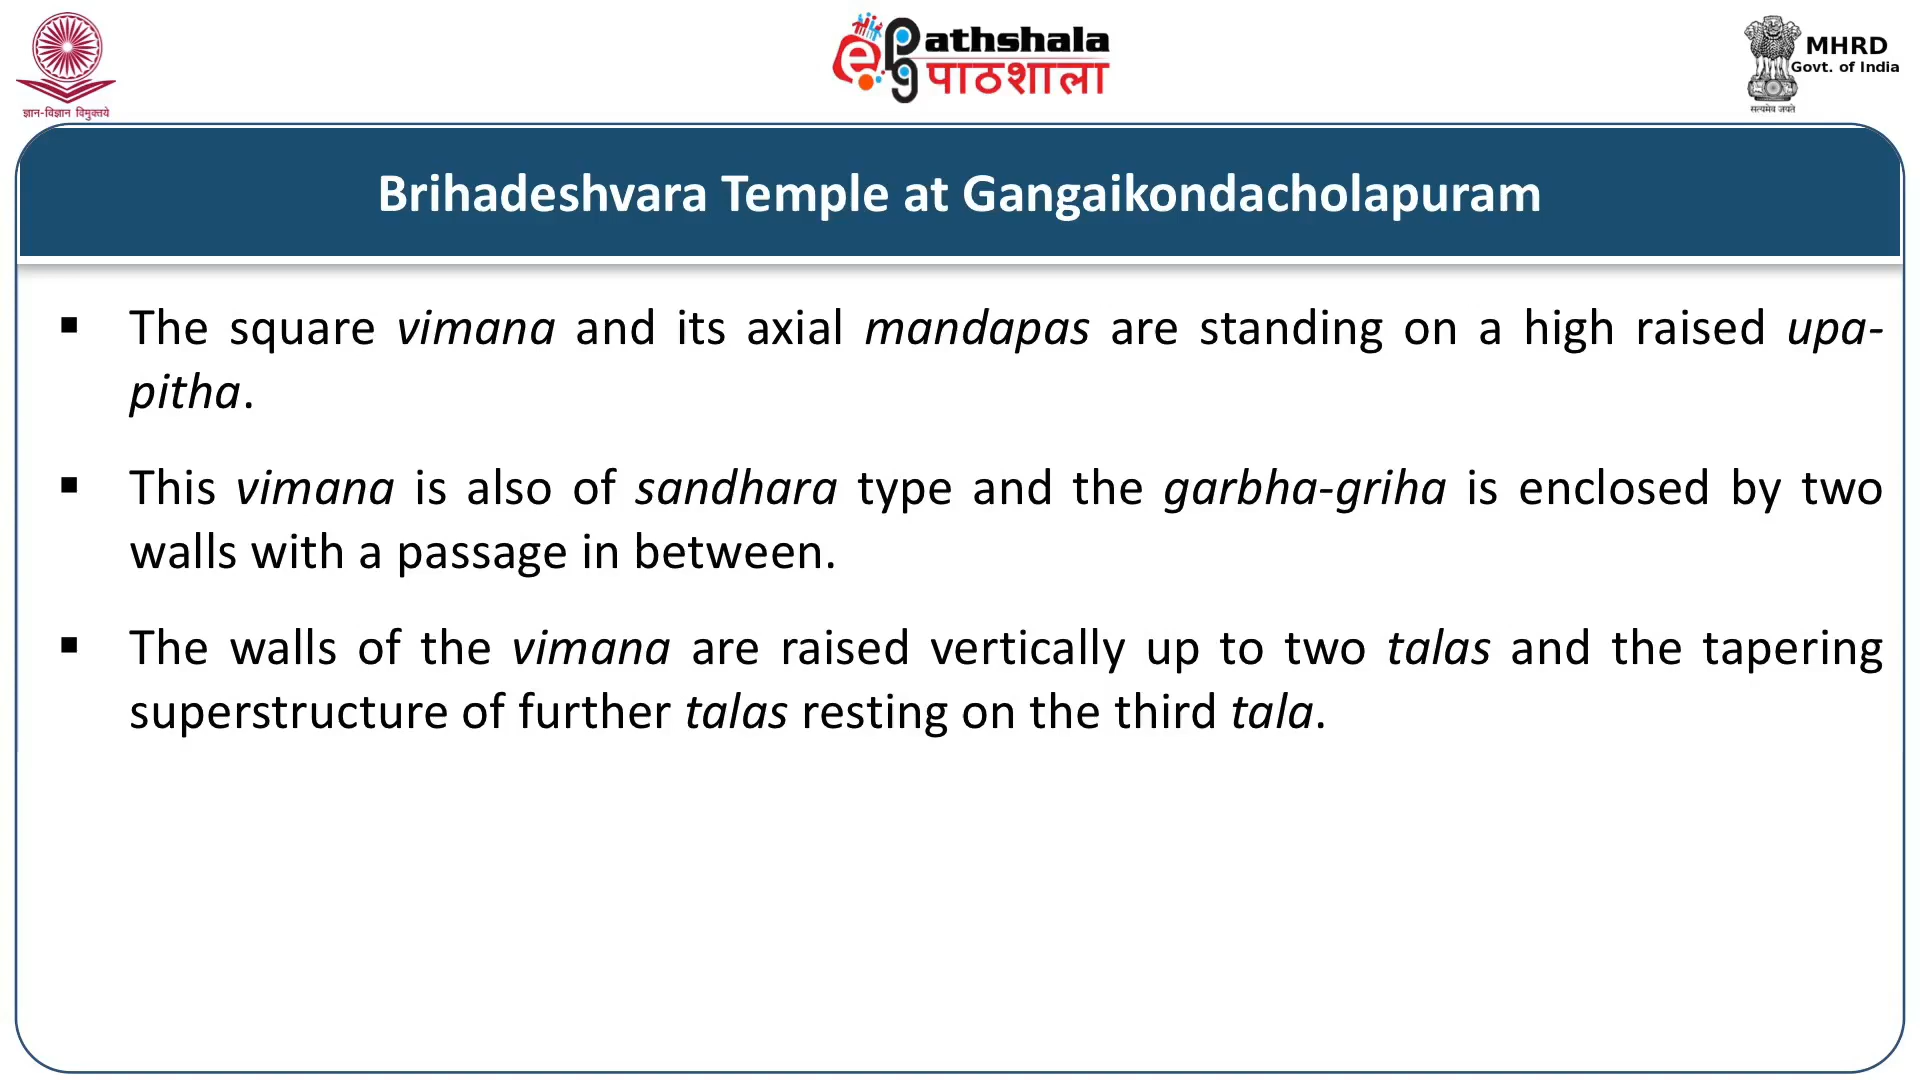 ज्ञान-विज्ञान विमुक्तये
e pg athshala
पाठशाला
MHRD
Govt. of India
सत्यमेव जयते
Brihadeshvara Temple at Gangaikondacholapuram
▪ The square vimana and its axial mandapas are standing on a high raised upa-
pitha.
▪ This vimana is also of sandhara type and the garbha-griha is enclosed by two
walls with a passage in between.
▪ The walls of the vimana are raised vertically up to two talas and the tapering
superstructure of further talas resting on the third tala.